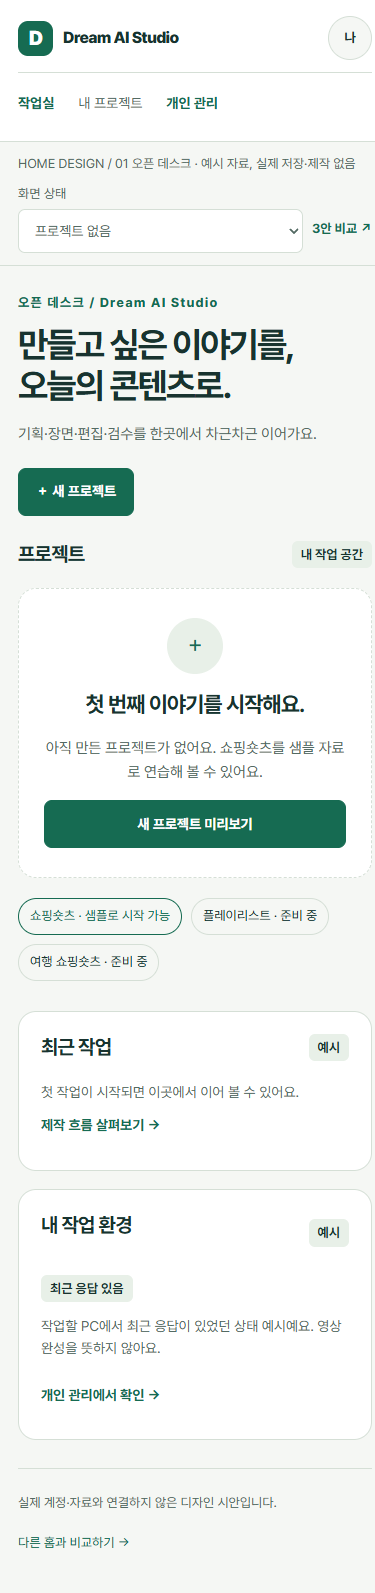 D Dream AI Studio 나
작업실 내 프로젝트 개인 관리
HOME DESIGN / 01 오픈 데스크 · 예시 자료, 실제 저장·제작 없음
화면 상태
프로젝트 없음 3안 비교 ↗
오픈 데스크 / Dream AI Studio
만들고 싶은 이야기를,
오늘의 콘텐츠로.
기획·장면·편집·검수를 한곳에서 차근차근 이어가요.
+ 새 프로젝트
프로젝트 내 작업 공간
+
첫 번째 이야기를 시작해요.
아직 만든 프로젝트가 없어요. 쇼핑숏츠를 샘플 자료
로 연습해 볼 수 있어요.
새 프로젝트 미리보기
쇼핑숏츠 · 샘플로 시작 가능 플레이리스트 · 준비 중
여행 쇼핑숏츠 · 준비 중
최근 작업 예시
첫 작업이 시작되면 이곳에서 이어 볼 수 있어요.
제작 흐름 살펴보기 →
내 작업 환경 예시
최근 응답 있음
작업할 PC에서 최근 응답이 있었던 상태 예시예요. 영상
완성을 뜻하지 않아요.
개인 관리에서 확인 →
실제 계정·자료와 연결하지 않은 디자인 시안입니다.
다른 홈과 비교하기 →